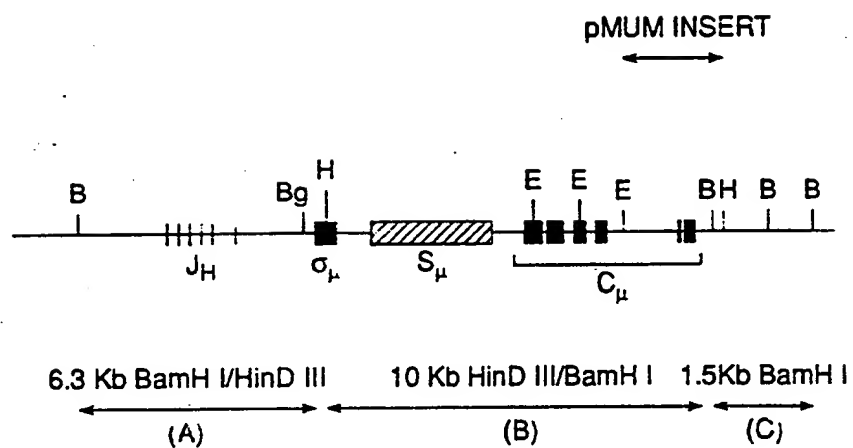 pMUM INSERT
B Bg H E E E B H B B
J_H σ_μ S_μ C_μ
6.3 Kb BamH I/HinD III 10 Kb HinD III/BamH I 1.5Kb BamH I
(A) (B) (C)